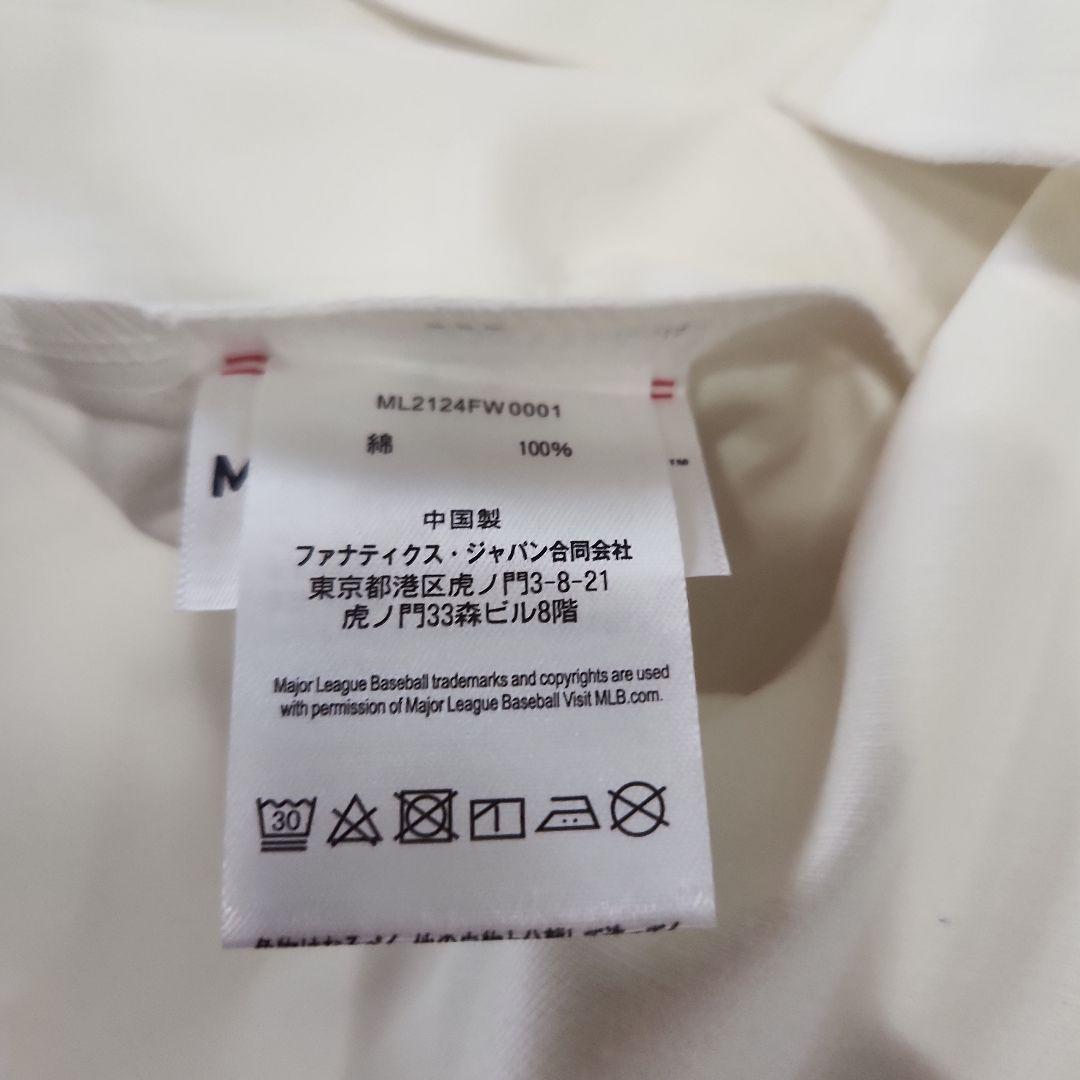 ML2124FW0001
綿 100%
M
™
中国製
ファナティクス・ジャパン合同会社
東京都港区虎ノ門3-8-21
虎ノ門33森ビル8階
Major League Baseball trademarks and copyrights are used
with permission of Major League Baseball Visit MLB.com.
30